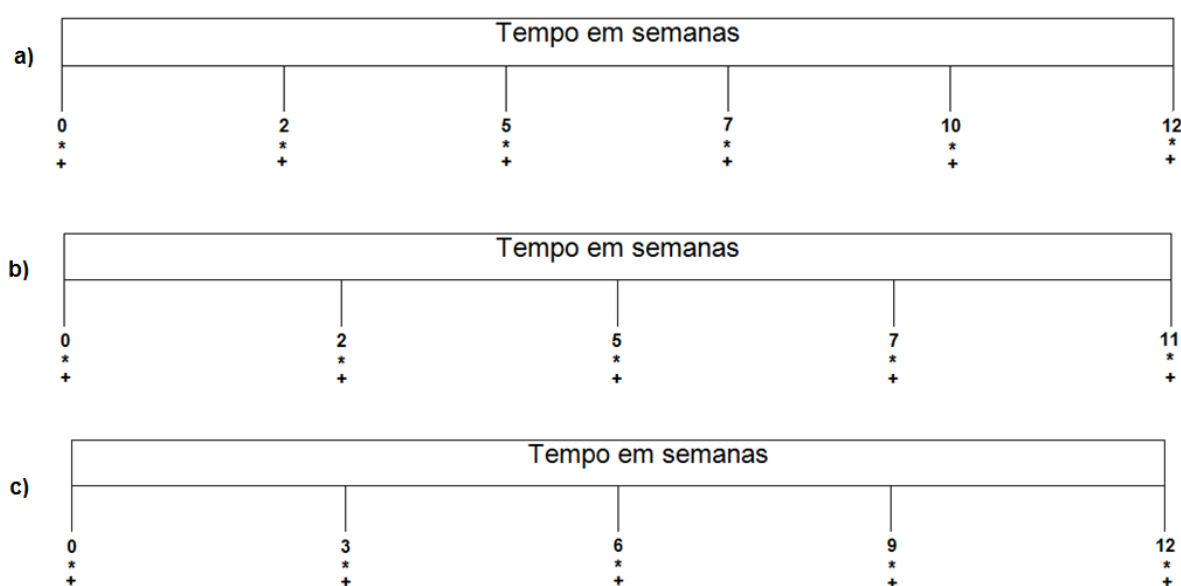 Tempo em semanas
a)
0 2 5 7 10 12
* * * * * *
+ + + + + +
Tempo em semanas
b)
0 2 5 7 11
* * * * *
+ + + + +
Tempo em semanas
c)
0 3 6 9 12
* * * * *
+ + + + +